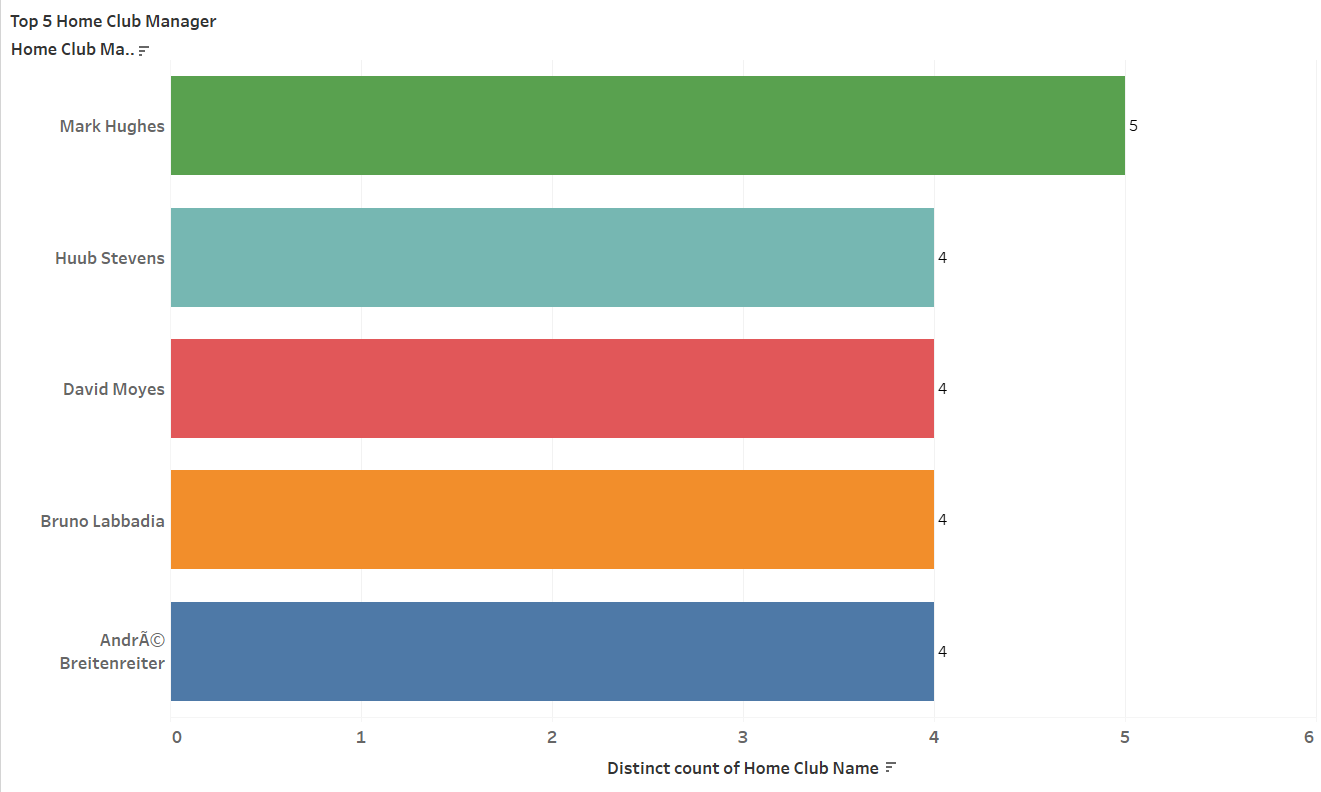 Top 5 Home Club Manager
Home Club Ma..
Mark Hughes
5
Huub Stevens
4
David Moyes
4
Bruno Labbadia
4
AndrÃ©
Breitenreiter
4
0 1 2 3 4 5 6
Distinct count of Home Club Name